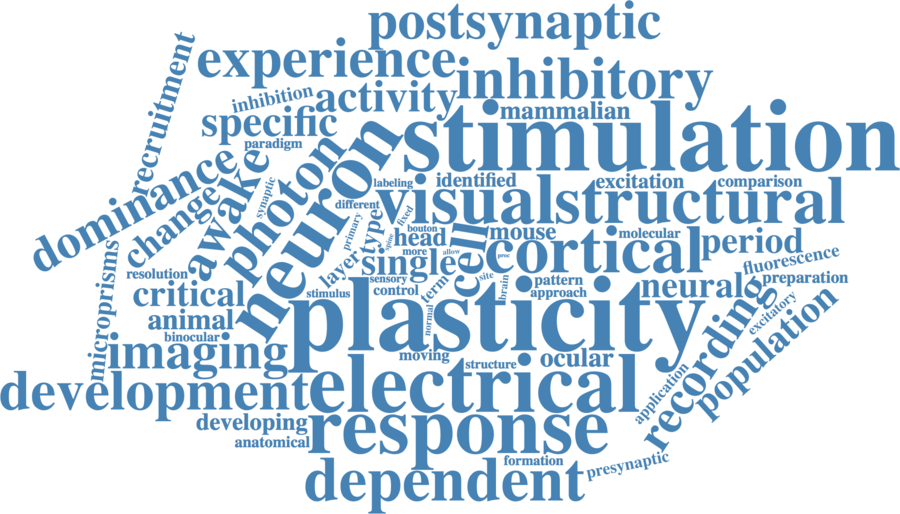 postsynaptic
experience
recruitment
inhibitory
inhibition
activity
specific
mammalian
stimulation
paradigm
dominance
change
awake
photon
neuron
synaptic
labeling
identified
excitation
comparison
different
visual
structural
primary
type
fixed
bouton
head
mouse
molecular
period
spine
more
allow
cell
cortical
proc
microprisms
resolution
layer
single
sensory
control
term
site
brain
pattern
approach
neural
fluorescence
preparation
critical
stimulus
animal
binocular
normal
plasticity
recording
excitatory
population
imaging
moving
structure
ocular
development
electrical
application
developing
anatomical
response
formation
presynaptic
dependent